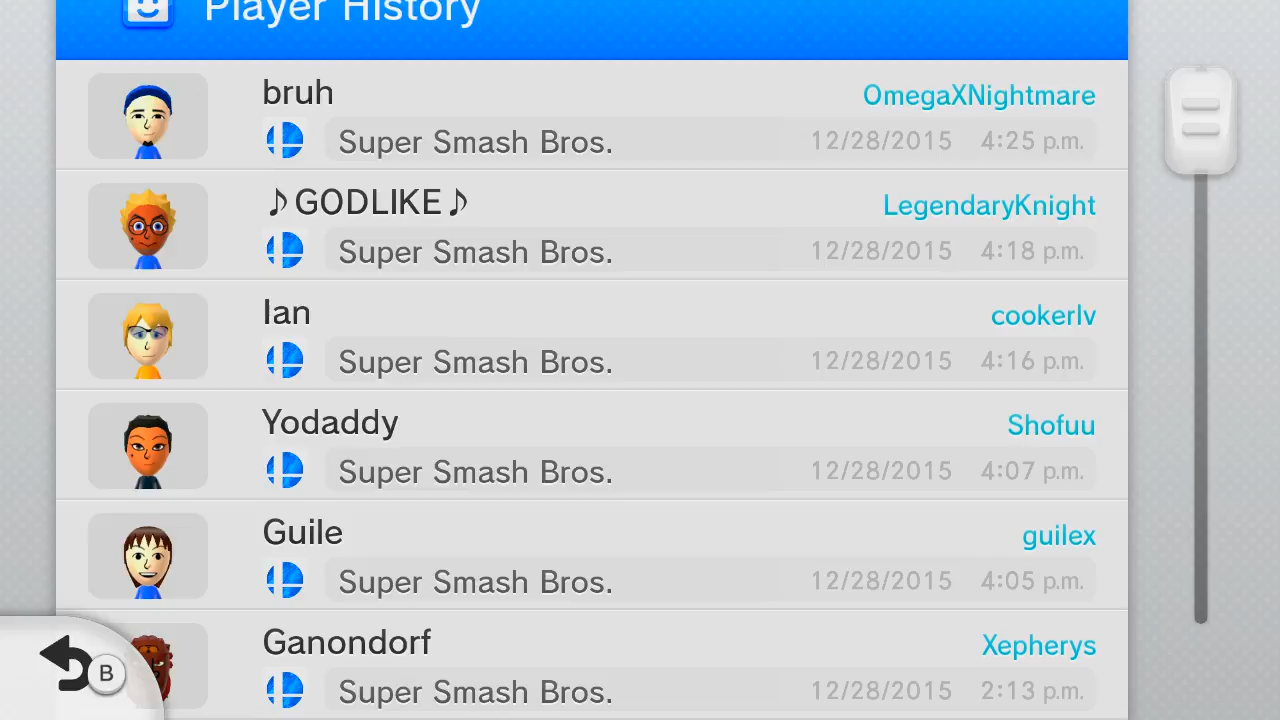 Player History
bruh OmegaXNightmare
Super Smash Bros. 12/28/2015 4:25 p.m.
♪GODLIKE♪ LegendaryKnight
Super Smash Bros. 12/28/2015 4:18 p.m.
Ian cookerlv
Super Smash Bros. 12/28/2015 4:16 p.m.
Yodaddy Shofuu
Super Smash Bros. 12/28/2015 4:07 p.m.
Guile guilex
Super Smash Bros. 12/28/2015 4:05 p.m.
Ganondorf Xepherys
B Super Smash Bros. 12/28/2015 2:13 p.m.